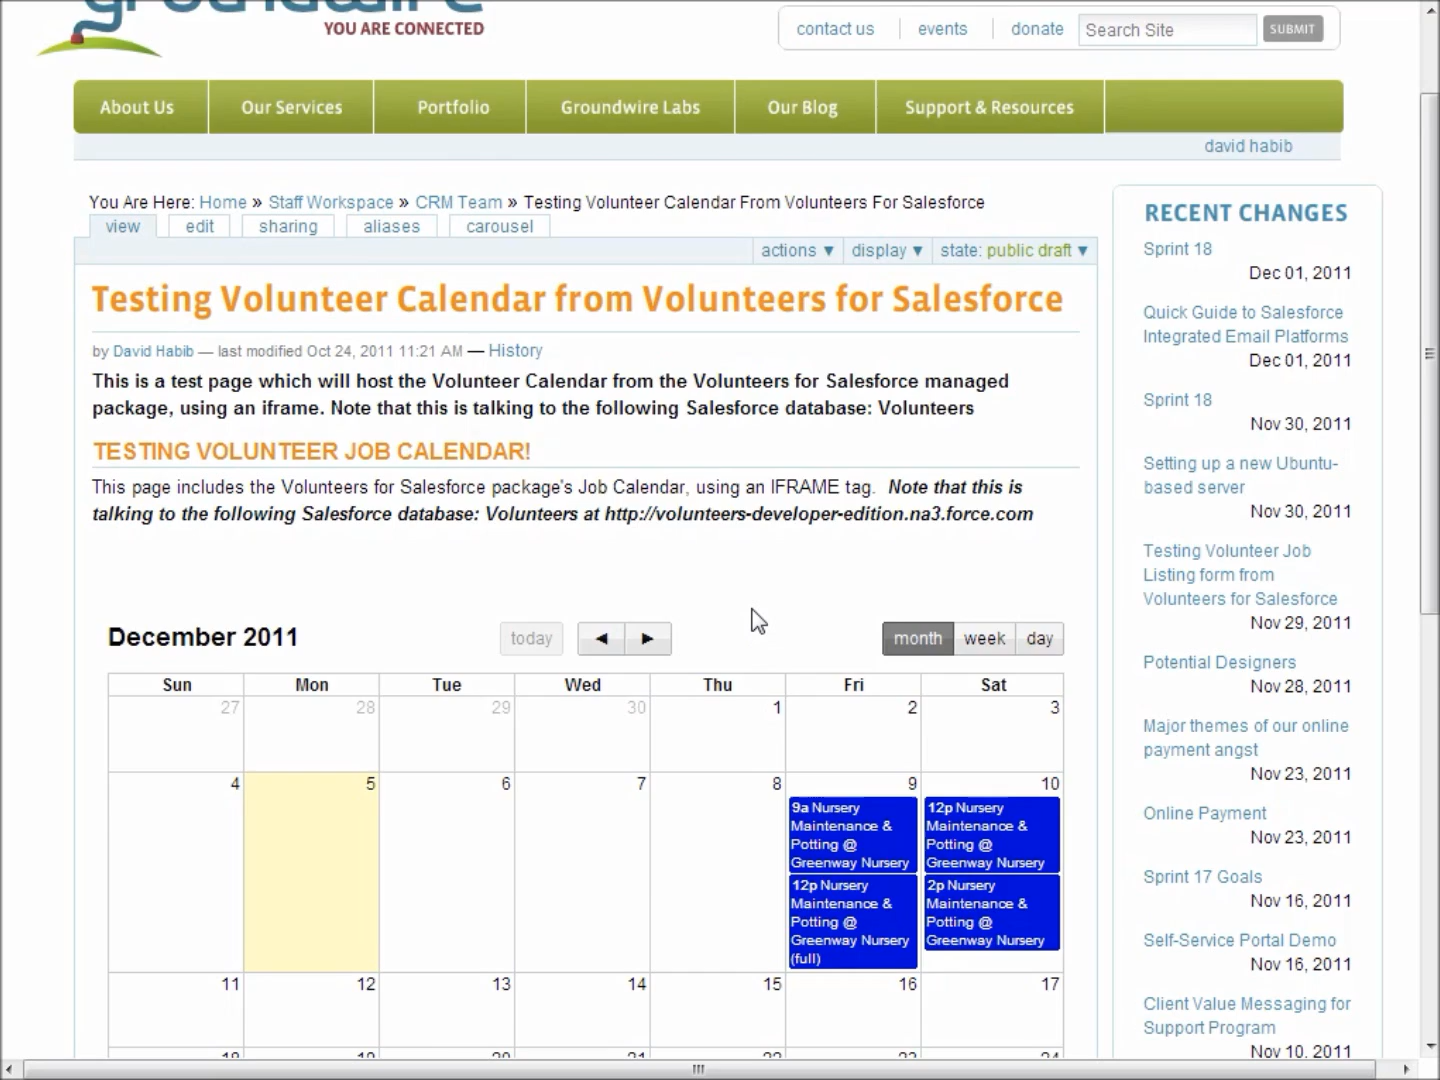 groundwire
YOU ARE CONNECTED
contact us
events
donate
Search Site
SUBMIT
About Us
Our Services
Portfolio
Groundwire Labs
Our Blog
Support & Resources
david habib
You Are Here: Home » Staff Workspace » CRM Team » Testing Volunteer Calendar From Volunteers For Salesforce
view
edit
sharing
aliases
carousel
actions ▼
display ▼
state: public draft ▼
Testing Volunteer Calendar from Volunteers for Salesforce
by David Habib — last modified Oct 24, 2011 11:21 AM — History
This is a test page which will host the Volunteer Calendar from the Volunteers for Salesforce managed
package, using an iframe. Note that this is talking to the following Salesforce database: Volunteers
TESTING VOLUNTEER JOB CALENDAR!
This page includes the Volunteers for Salesforce package's Job Calendar, using an IFRAME tag. Note that this is
talking to the following Salesforce database: Volunteers at http://volunteers-developer-edition.na3.force.com
December 2011
today
◄
►
month
week
day
Sun
Mon
Tue
Wed
Thu
Fri
Sat
27
28
29
30
1
2
3
4
5
6
7
8
9
10
9a Nursery
Maintenance &
Potting @
Greenway Nursery
12p Nursery
Maintenance &
Potting @
Greenway Nursery
(full)
12p Nursery
Maintenance &
Potting @
Greenway Nursery
2p Nursery
Maintenance &
Potting @
Greenway Nursery
11
12
13
14
15
16
17
18
19
20
21
22
23
24
RECENT CHANGES
Sprint 18
Dec 01, 2011
Quick Guide to Salesforce
Integrated Email Platforms
Dec 01, 2011
Sprint 18
Nov 30, 2011
Setting up a new Ubuntu-
based server
Nov 30, 2011
Testing Volunteer Job
Listing form from
Volunteers for Salesforce
Nov 29, 2011
Potential Designers
Nov 28, 2011
Major themes of our online
payment angst
Nov 23, 2011
Online Payment
Nov 23, 2011
Sprint 17 Goals
Nov 16, 2011
Self-Service Portal Demo
Nov 16, 2011
Client Value Messaging for
Support Program
Nov 10, 2011